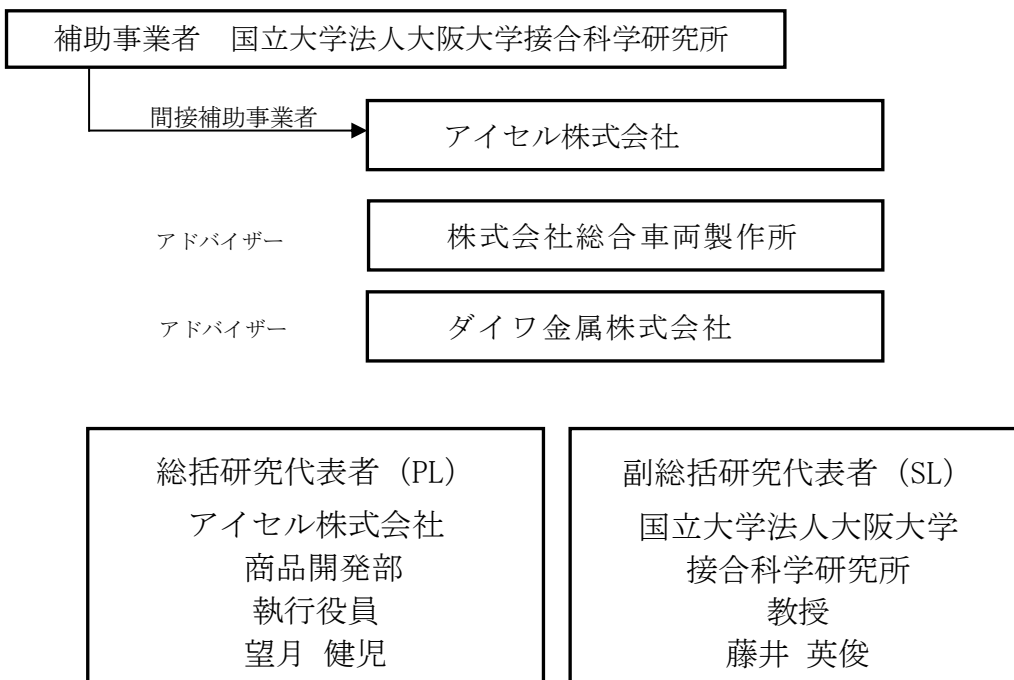 補助事業者　国立大学法人大阪大学接合科学研究所
間接補助事業者
アイセル株式会社
アドバイザー
株式会社総合車両製作所
アドバイザー
ダイワ金属株式会社
総括研究代表者（PL）
アイセル株式会社
商品開発部
執行役員
望月 健児
副総括研究代表者（SL）
国立大学法人大阪大学
接合科学研究所
教授
藤井 英俊